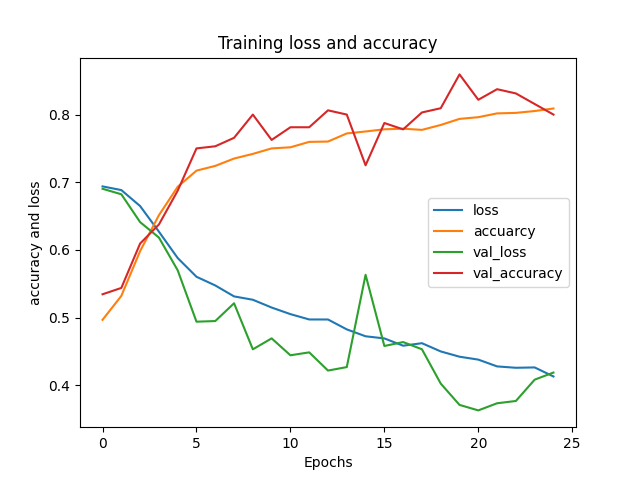 Training loss and accuracy
accuracy and loss
0.8
0.7
0.6
0.5
0.4
loss
accuarcy
val_loss
val_accuracy
0 5 10 15 20 25
Epochs